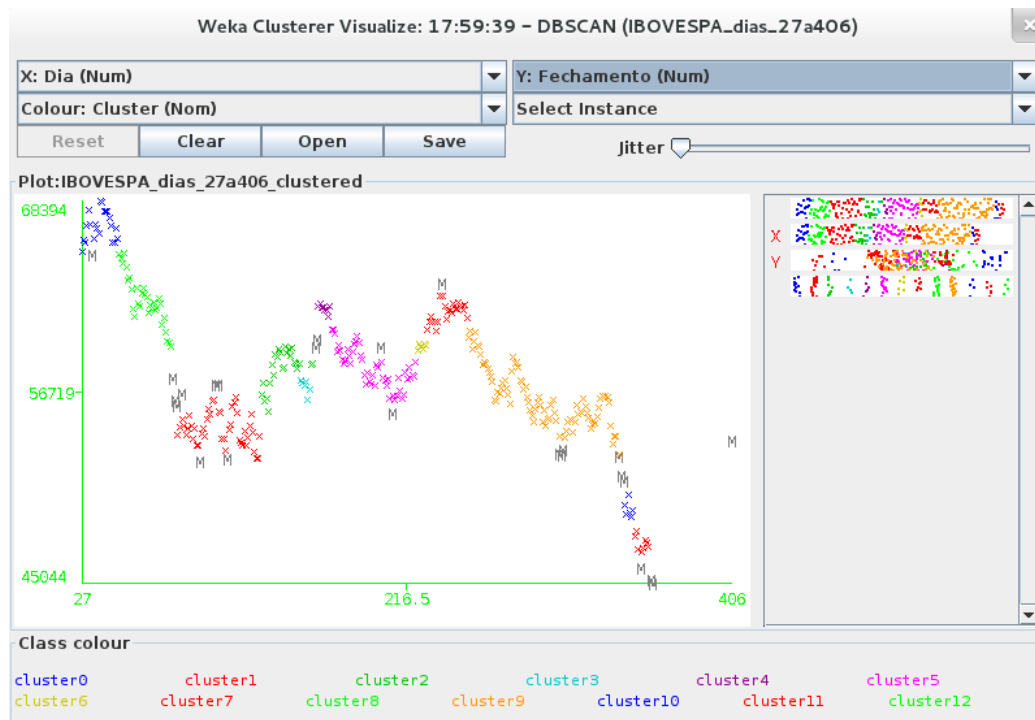 Weka Clusterer Visualize: 17:59:39 – DBSCAN (IBOVESPA_dias_27a406)
X: Dia (Num) Y: Fechamento (Num)
Colour: Cluster (Nom) Select Instance
Reset Clear Open Save Jitter
Plot:IBOVESPA_dias_27a406_clustered
68394
56719
45044
27 216.5 406
X
Y
Class colour
cluster0 cluster1 cluster2 cluster3 cluster4 cluster5
cluster6 cluster7 cluster8 cluster9 cluster10 cluster11 cluster12